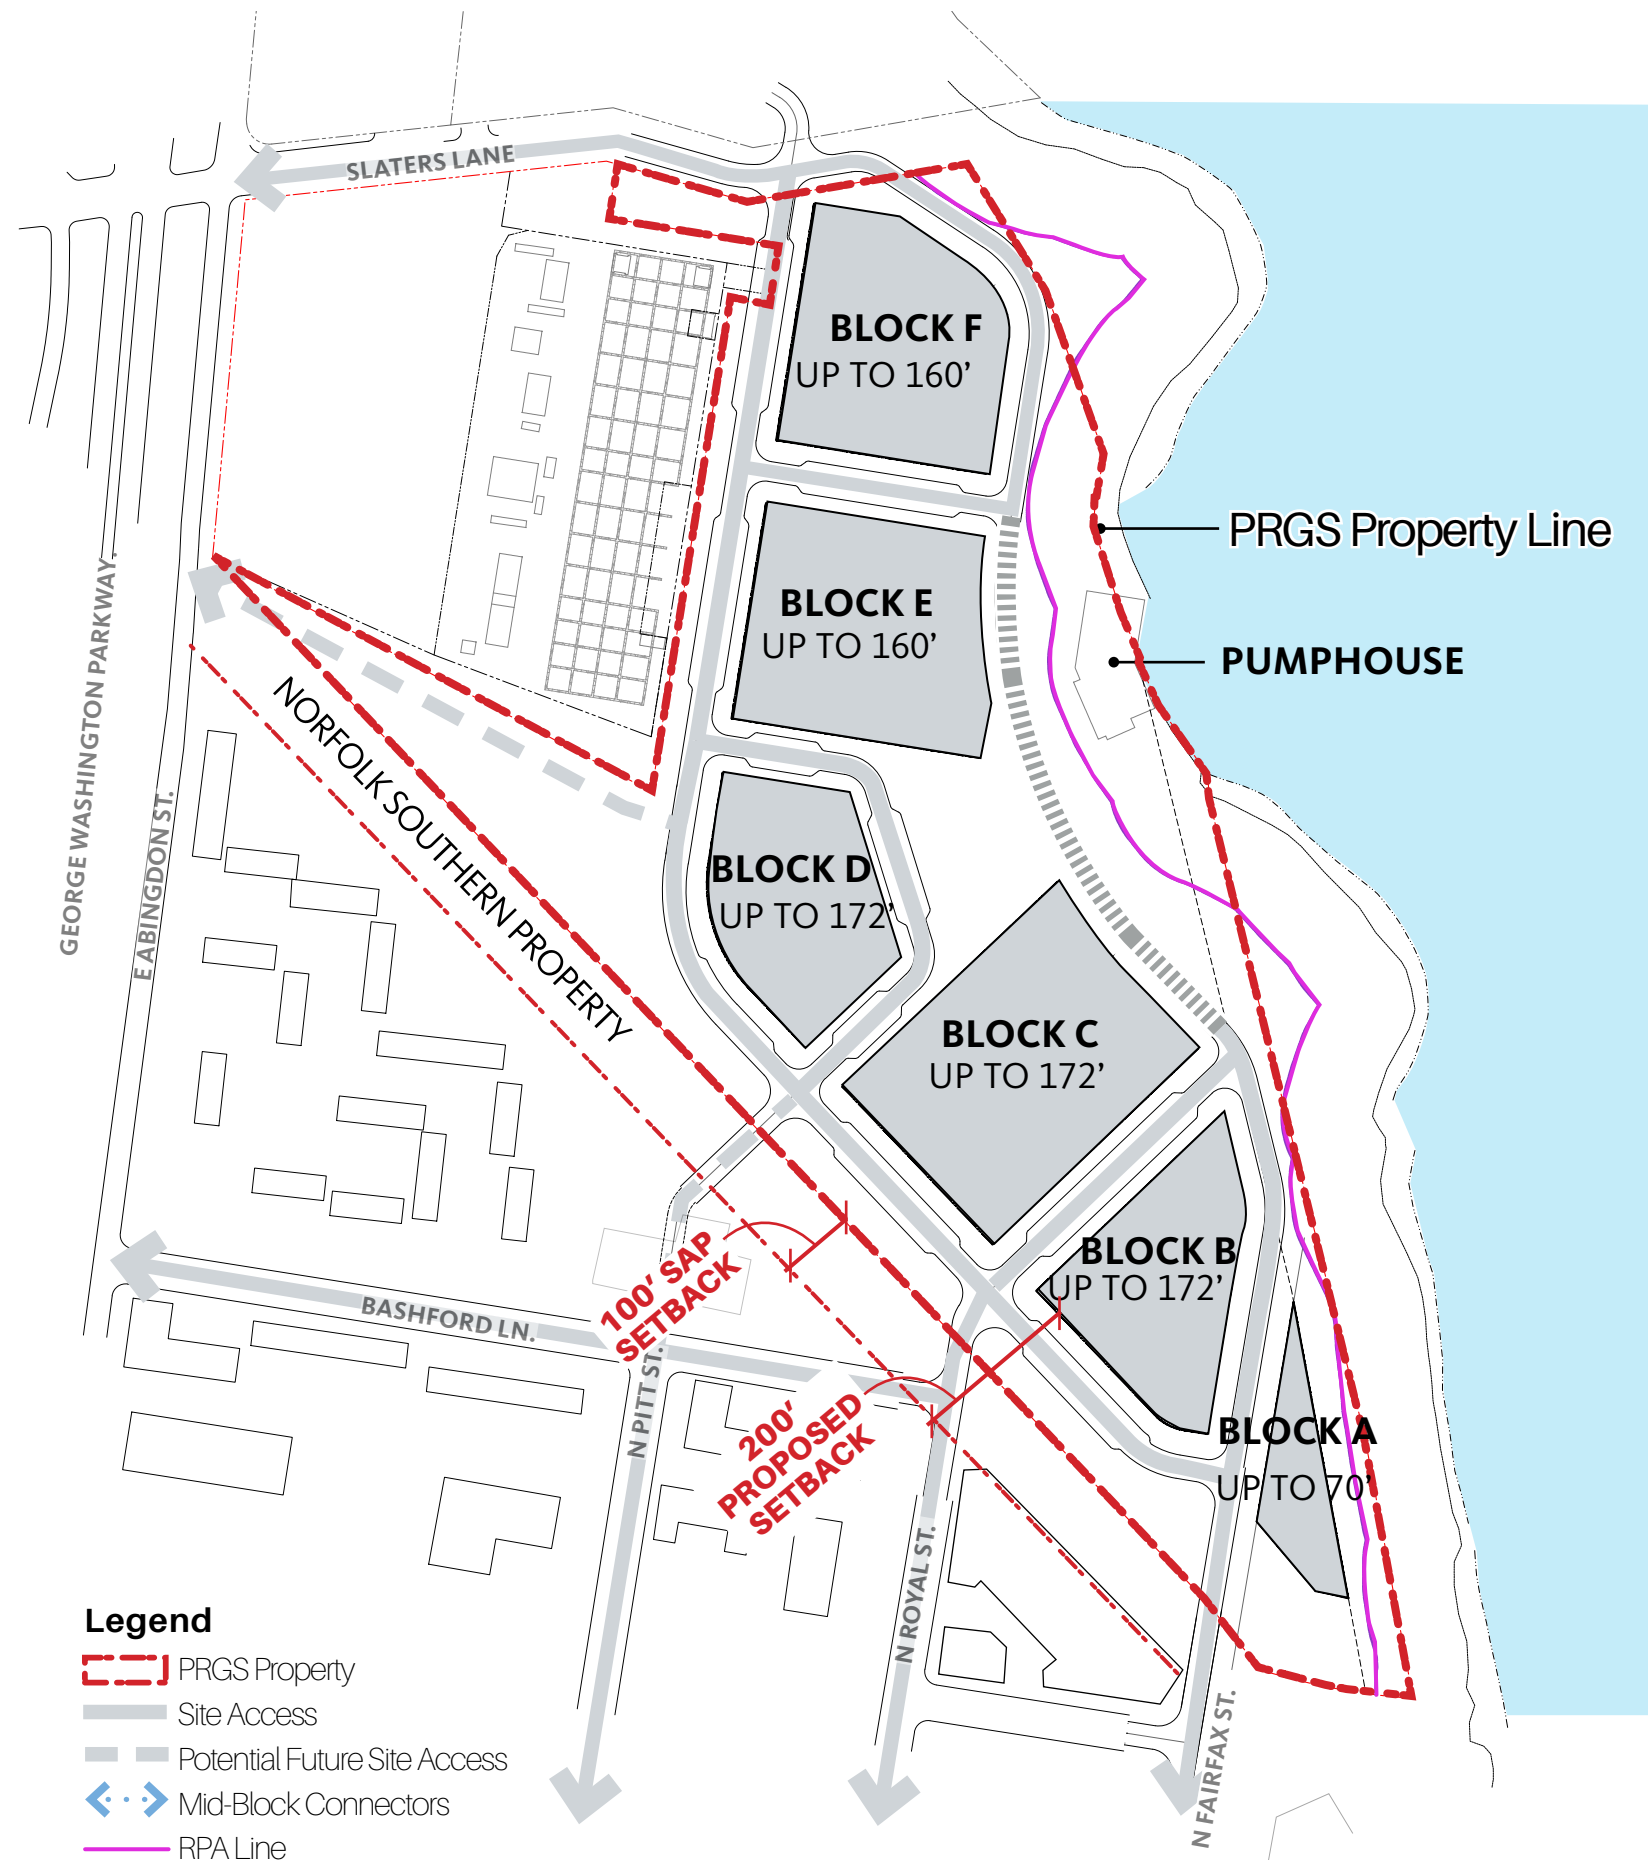 SLATERS LANE
BLOCK F
UP TO 160’
PRGS Property Line
BLOCK E
UP TO 160’
PUMPHOUSE
GEORGE WASHINGTON PARKWAY.
E ABINGDON ST.
NORFOLK SOUTHERN PROPERTY
BLOCK D
UP TO 172’
BLOCK C
UP TO 172’
BLOCK B
UP TO 172’
100’ SAP
SETBACK
BASHFORD LN.
N PITT ST.
200’
PROPOSED
SETBACK
BLOCK A
UP TO 70’
N ROYAL ST.
N FAIRFAX ST.
Legend
PRGS Property
Site Access
Potential Future Site Access
Mid-Block Connectors
RPA Line